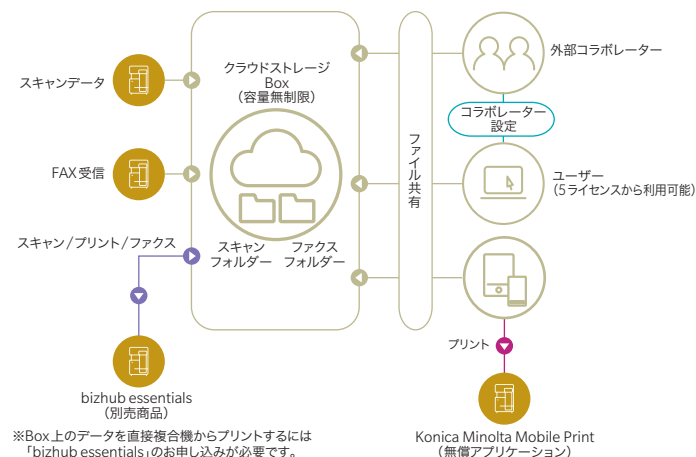 スキャンデータ
FAX受信
スキャン/プリント/ファクス
bizhub essentials
(別売商品)
※Box上のデータを直接複合機からプリントするには
「bizhub essentials」のお申し込みが必要です。
クラウドストレージ
Box
(容量無制限)
スキャン
フォルダー
ファクス
フォルダー
ファイル共有
外部コラボレーター
コラボレーター
設定
ユーザー
(5ライセンスから利用可能)
プリント
Konica Minolta Mobile Print
(無償アプリケーション)